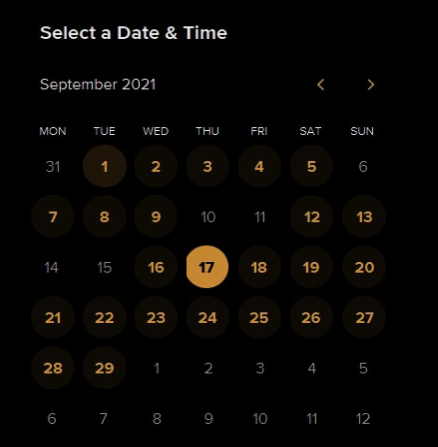 Select a Date & Time
September 2021
MON TUE WED THU FRI SAT SUN
31 1 2 3 4 5 6
7 8 9 10 11 12 13
14 15 16 17 18 19 20
21 22 23 24 25 26 27
28 29 1 2 3 4 5
6 7 8 9 10 11 12